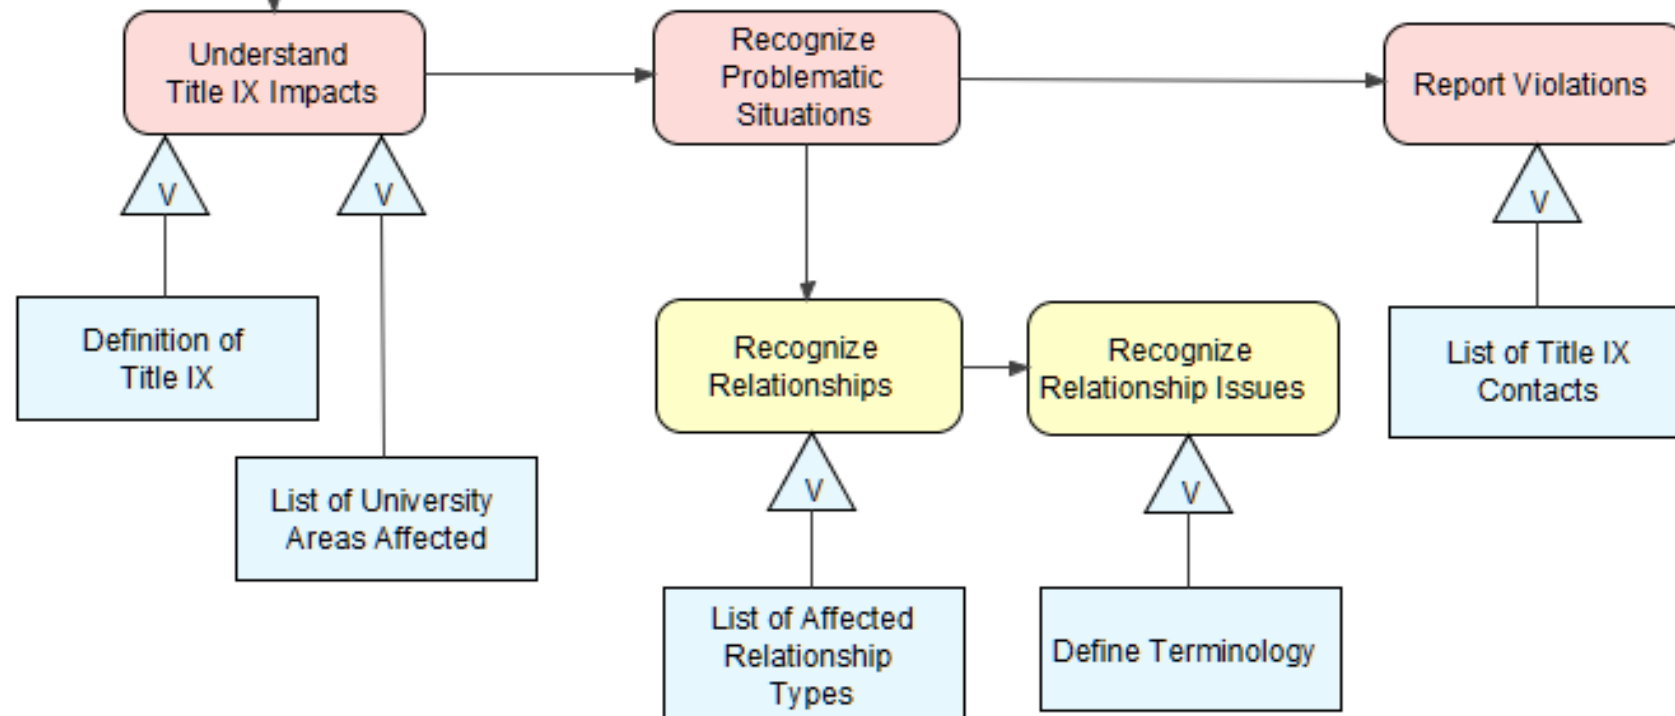 Understand
Title IX Impacts
Recognize
Problematic
Situations
Report Violations
V
V
V
Definition of
Title IX
Recognize
Relationships
Recognize
Relationship Issues
List of Title IX
Contacts
List of University
Areas Affected
V
V
List of Affected
Relationship
Types
Define Terminology